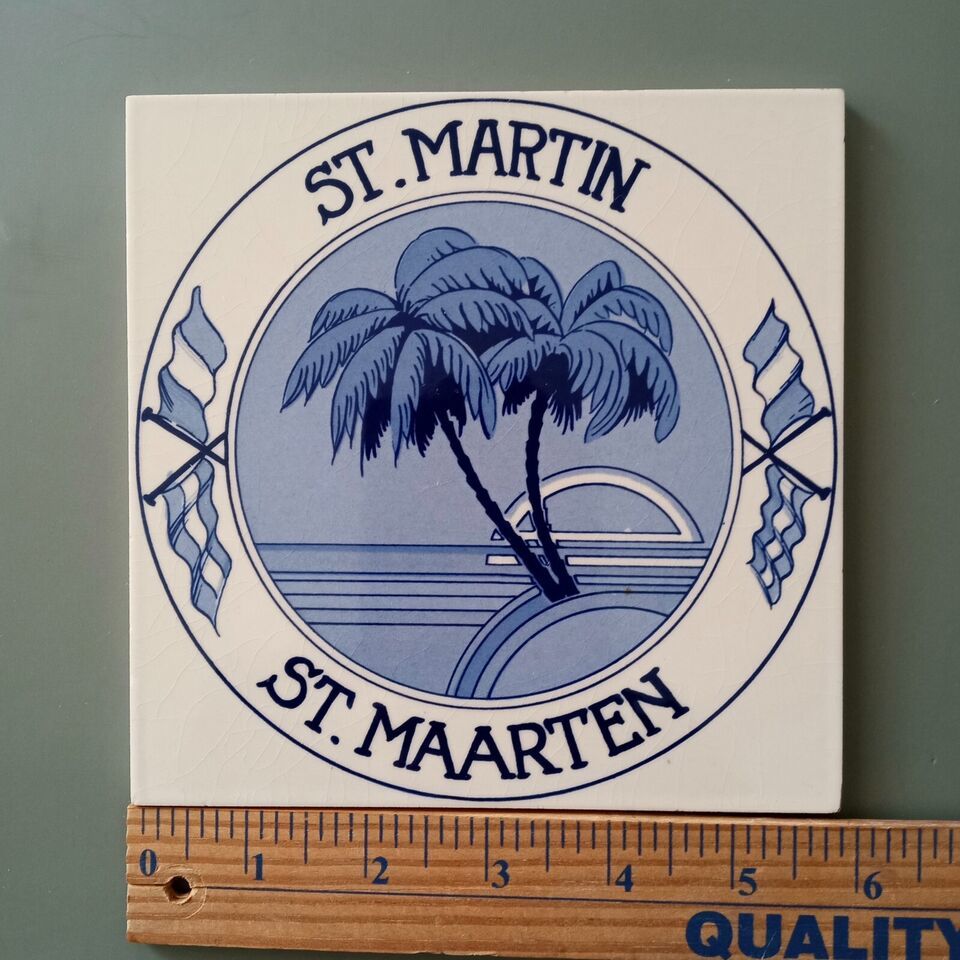 ST. MARTIN
ST. MAARTEN
0 1 2 3 4 5 6
QUALITY